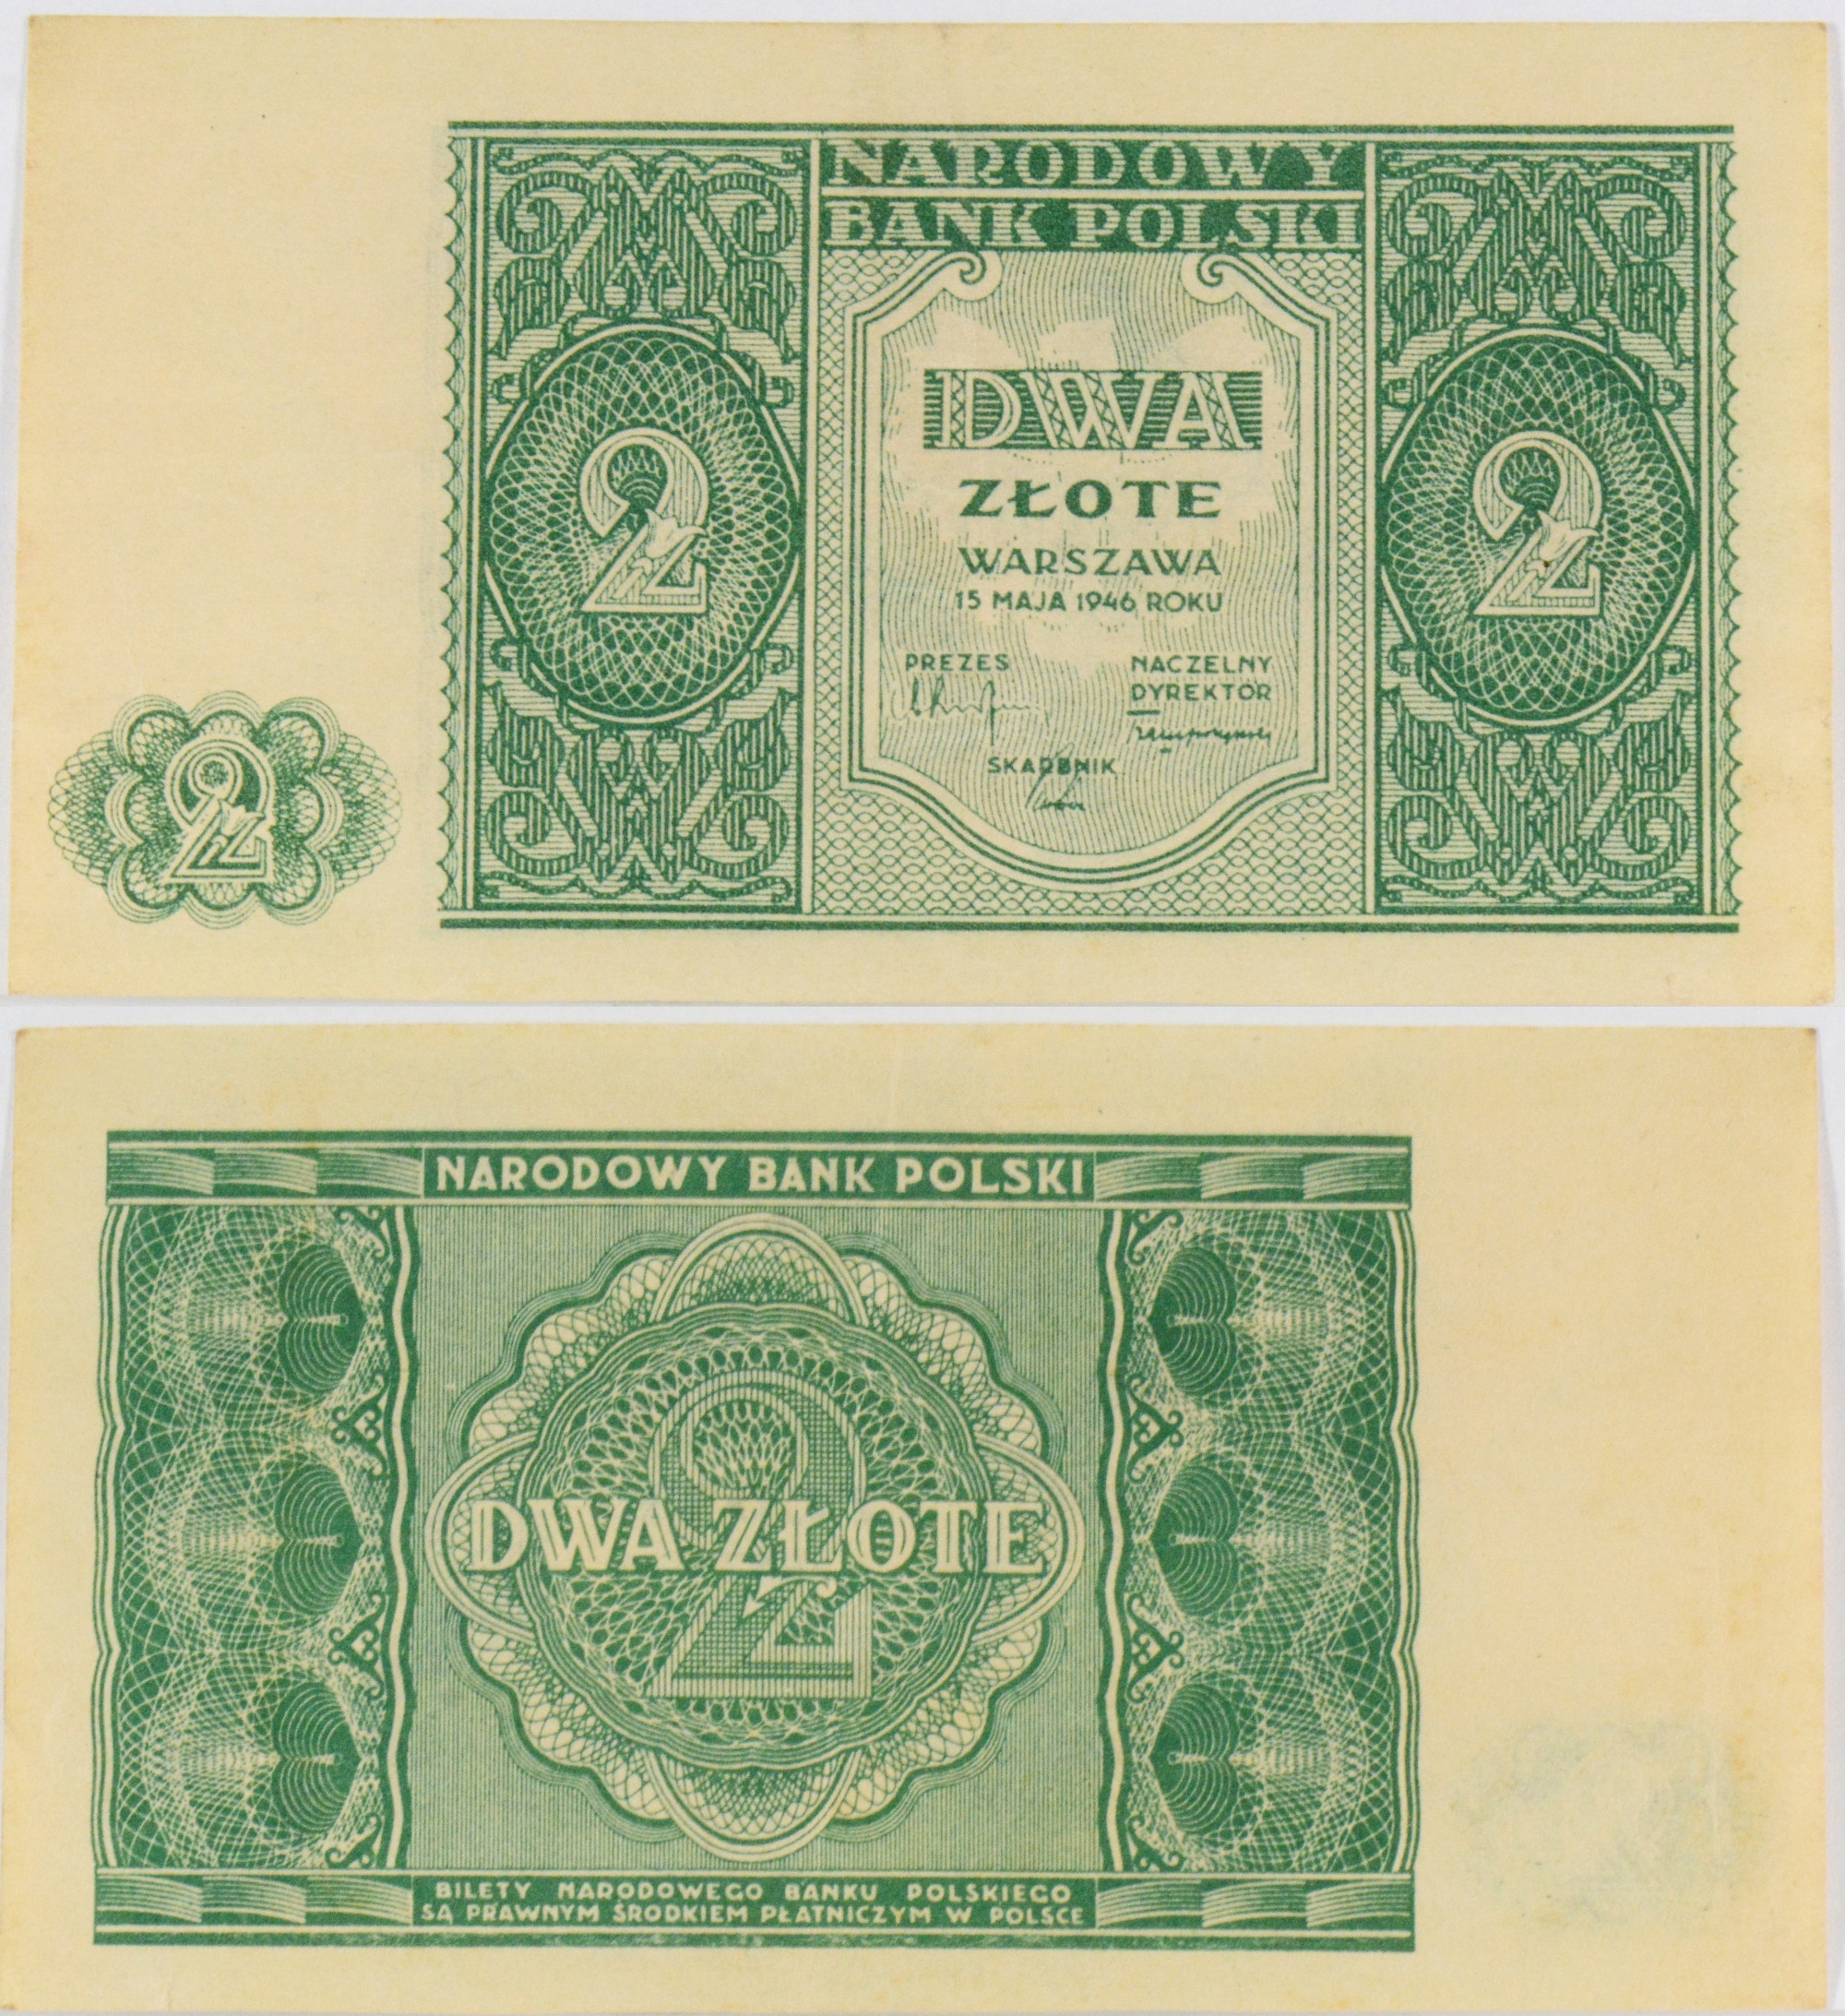 NARODOWY
BANK POLSKI
DWA
ZŁOTE
WARSZAWA
15 MAJA 1946 ROKU
PREZES
NACZELNY
DYREKTOR
SKARBNIK
2
2
2
NARODOWY BANK POLSKI
2
DWA ZŁOTE
BILETY NARODOWEGO BANKU POLSKIEGO
SĄ PRAWNYM ŚRODKIEM PŁATNICZYM W POLSCE